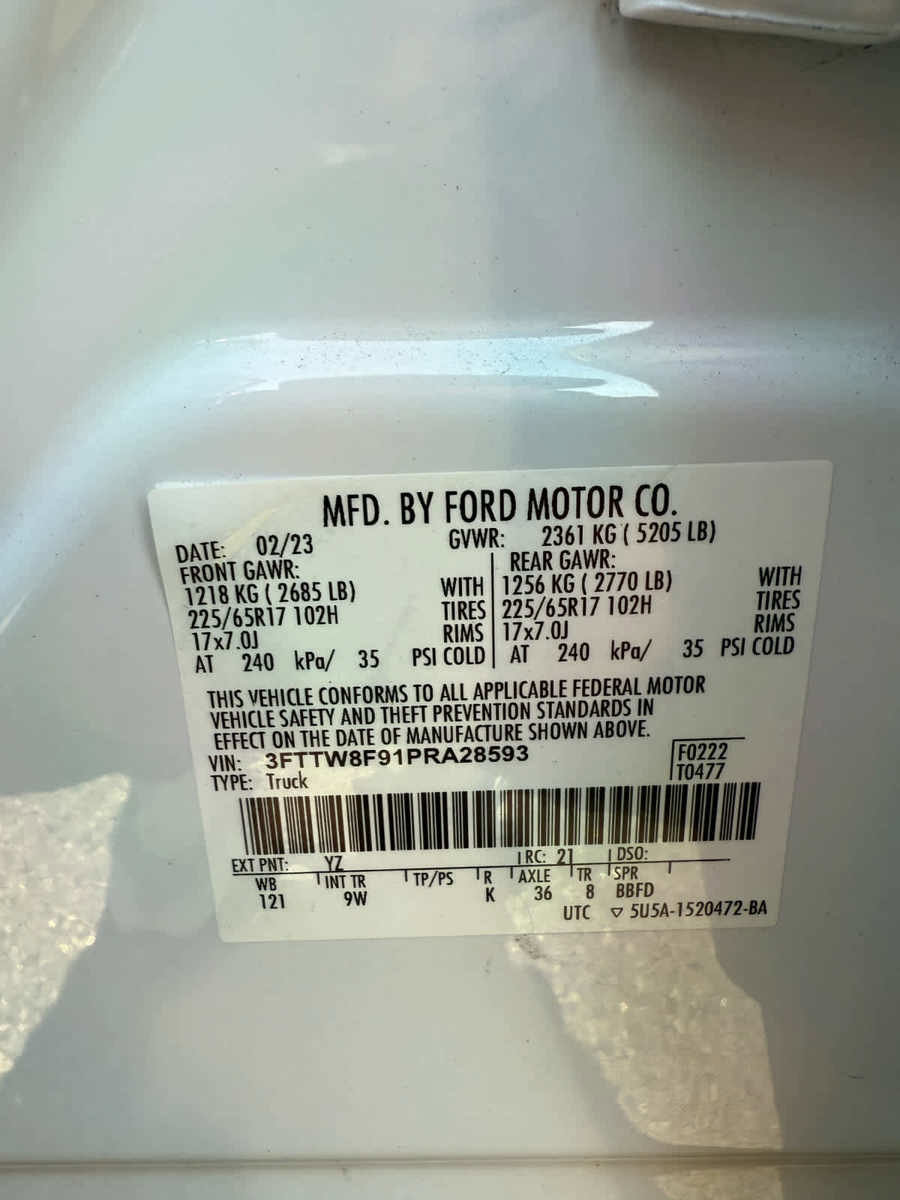 MFD. BY FORD MOTOR CO.
DATE: 02/23 GVWR: 2361 KG ( 5205 LB)
FRONT GAWR: REAR GAWR:
1218 KG ( 2685 LB) WITH 1256 KG ( 2770 LB) WITH
225/65R17 102H TIRES 225/65R17 102H TIRES
17x7.0J RIMS 17x7.0J RIMS
AT 240 kPa/ 35 PSI COLD AT 240 kPa/ 35 PSI COLD
THIS VEHICLE CONFORMS TO ALL APPLICABLE FEDERAL MOTOR
VEHICLE SAFETY AND THEFT PREVENTION STANDARDS IN
EFFECT ON THE DATE OF MANUFACTURE SHOWN ABOVE.
VIN: 3FTTW8F91PRA28593 F0222
TYPE: Truck T0477
EXT PNT: YZ RC: 21 DSO:
WB INT TR TP/PS R AXLE TR SPR
121 9W K 36 8 BBFD
UTC ▽ 5U5A-1520472-BA